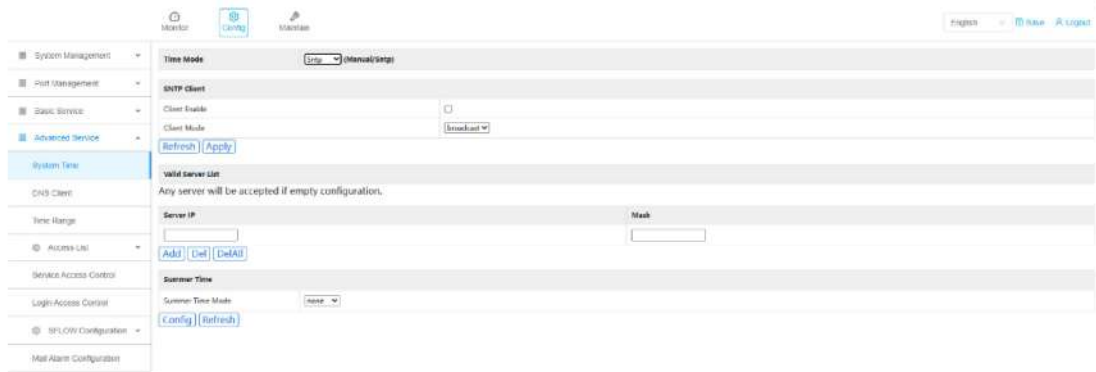 Monitor
Config
Maintain
English
Save
Logout
System Management
Port Management
Basic Service
Advanced Service
System Time
DNS Client
Time Range
Access List
Service Access Control
Login Access Control
SFLOW Configuration
Mail Alarm Configuration
Time Mode
Sntp
(Manual/Sntp)
SNTP Client
Client Enable
Client Mode
broadcast
Refresh
Apply
Valid Server List
Any server will be accepted if empty configuration.
Server IP
Mask
Add
Del
DelAll
Summer Time
Summer Time Mode
none
Config
Refresh